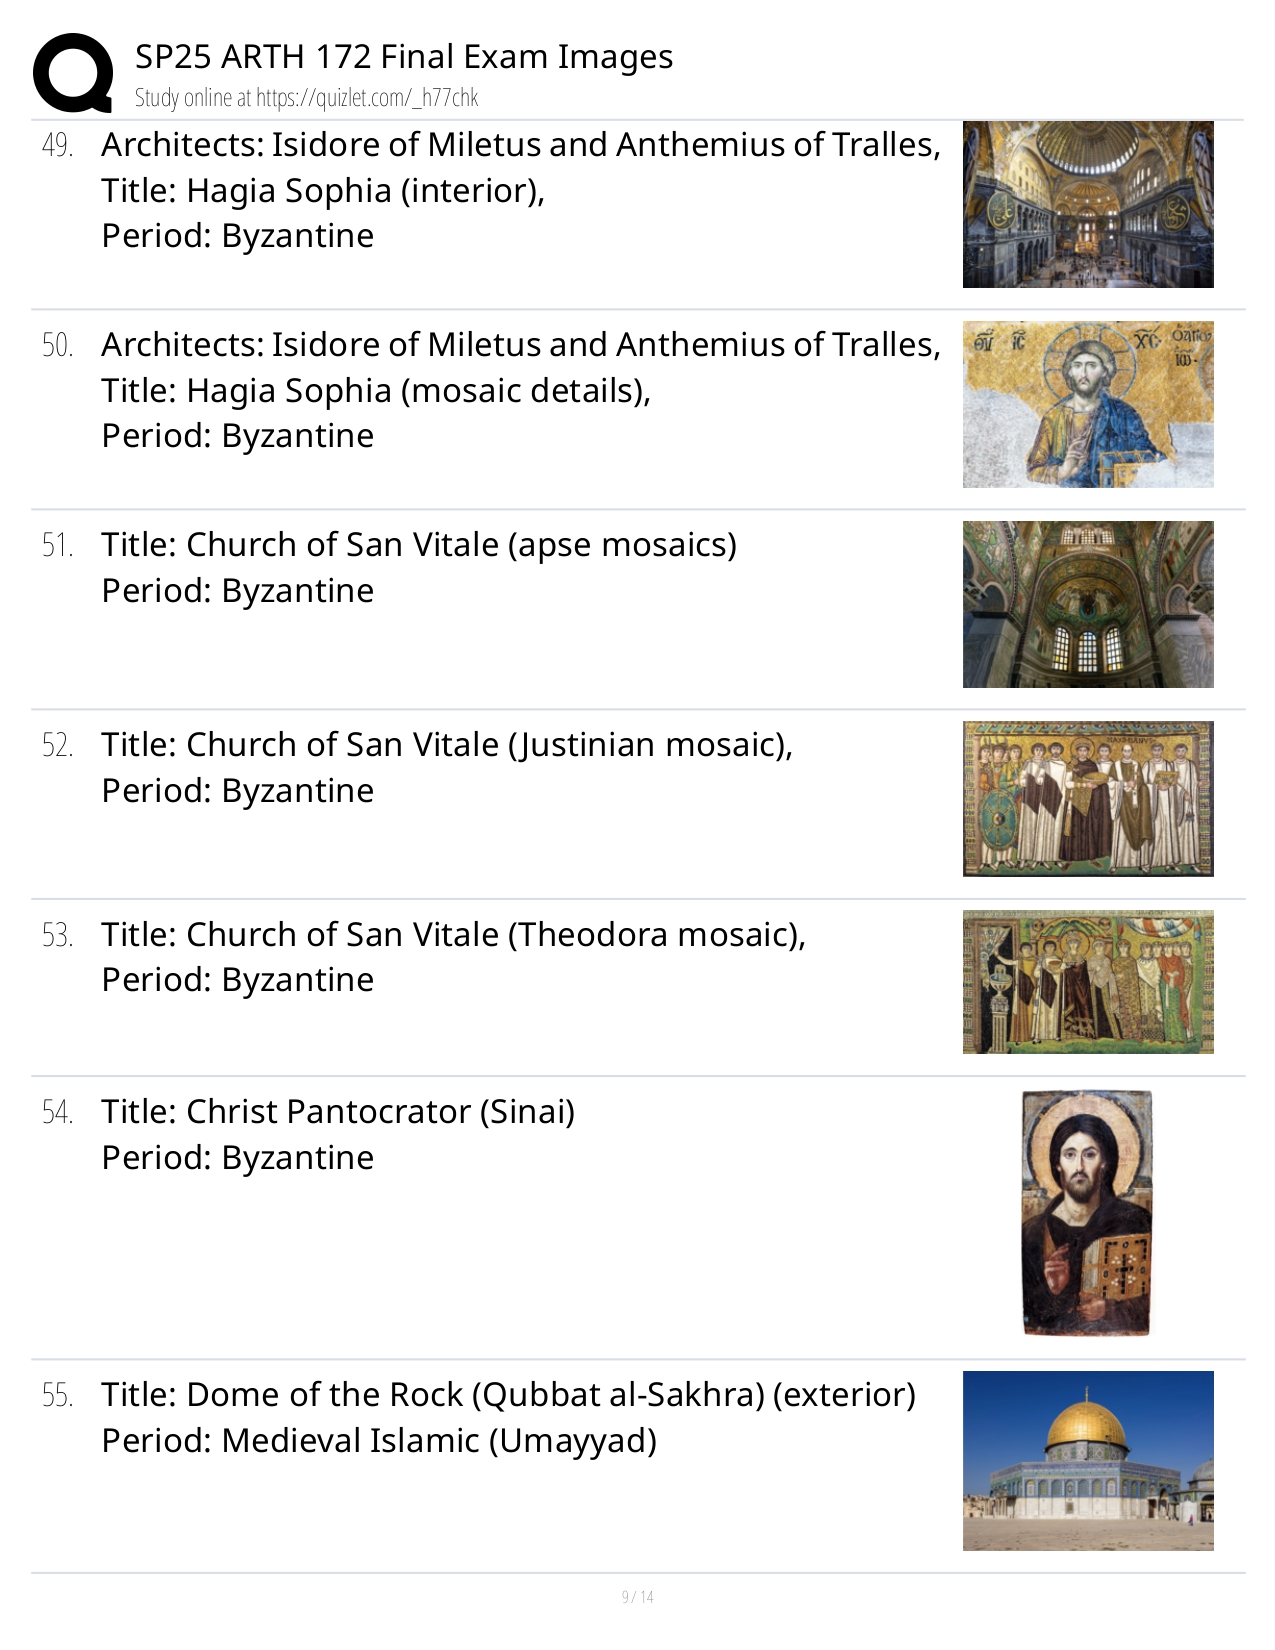 SP25 ARTH 172 Final Exam Images
Study online at https://quizlet.com/_h77chk
49. Architects: Isidore of Miletus and Anthemius of Tralles,
Title: Hagia Sophia (interior),
Period: Byzantine
50. Architects: Isidore of Miletus and Anthemius of Tralles,
Title: Hagia Sophia (mosaic details),
Period: Byzantine
51. Title: Church of San Vitale (apse mosaics)
Period: Byzantine
52. Title: Church of San Vitale (Justinian mosaic),
Period: Byzantine
53. Title: Church of San Vitale (Theodora mosaic),
Period: Byzantine
54. Title: Christ Pantocrator (Sinai)
Period: Byzantine
55. Title: Dome of the Rock (Qubbat al-Sakhra) (exterior)
Period: Medieval Islamic (Umayyad)
9 / 14